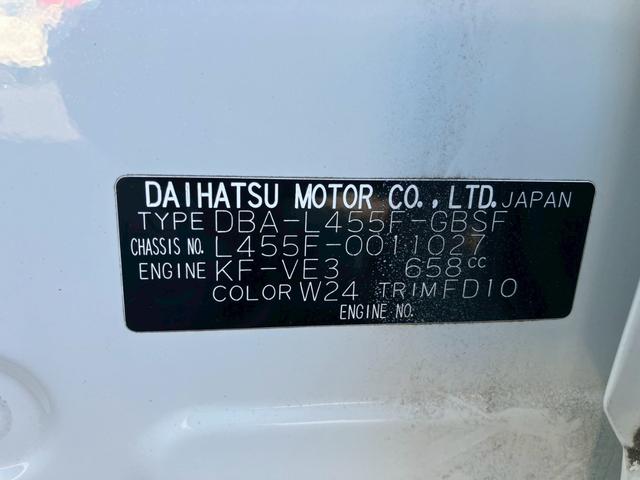 DAIHATSU MOTOR CO., LTD. JAPAN
TYPE DBA-L455F-GBSF
CHASSIS NO. L455F-0011027
ENGINE KF-VE3 658cc
COLOR W24 TRIM FD10
ENGINE NO.